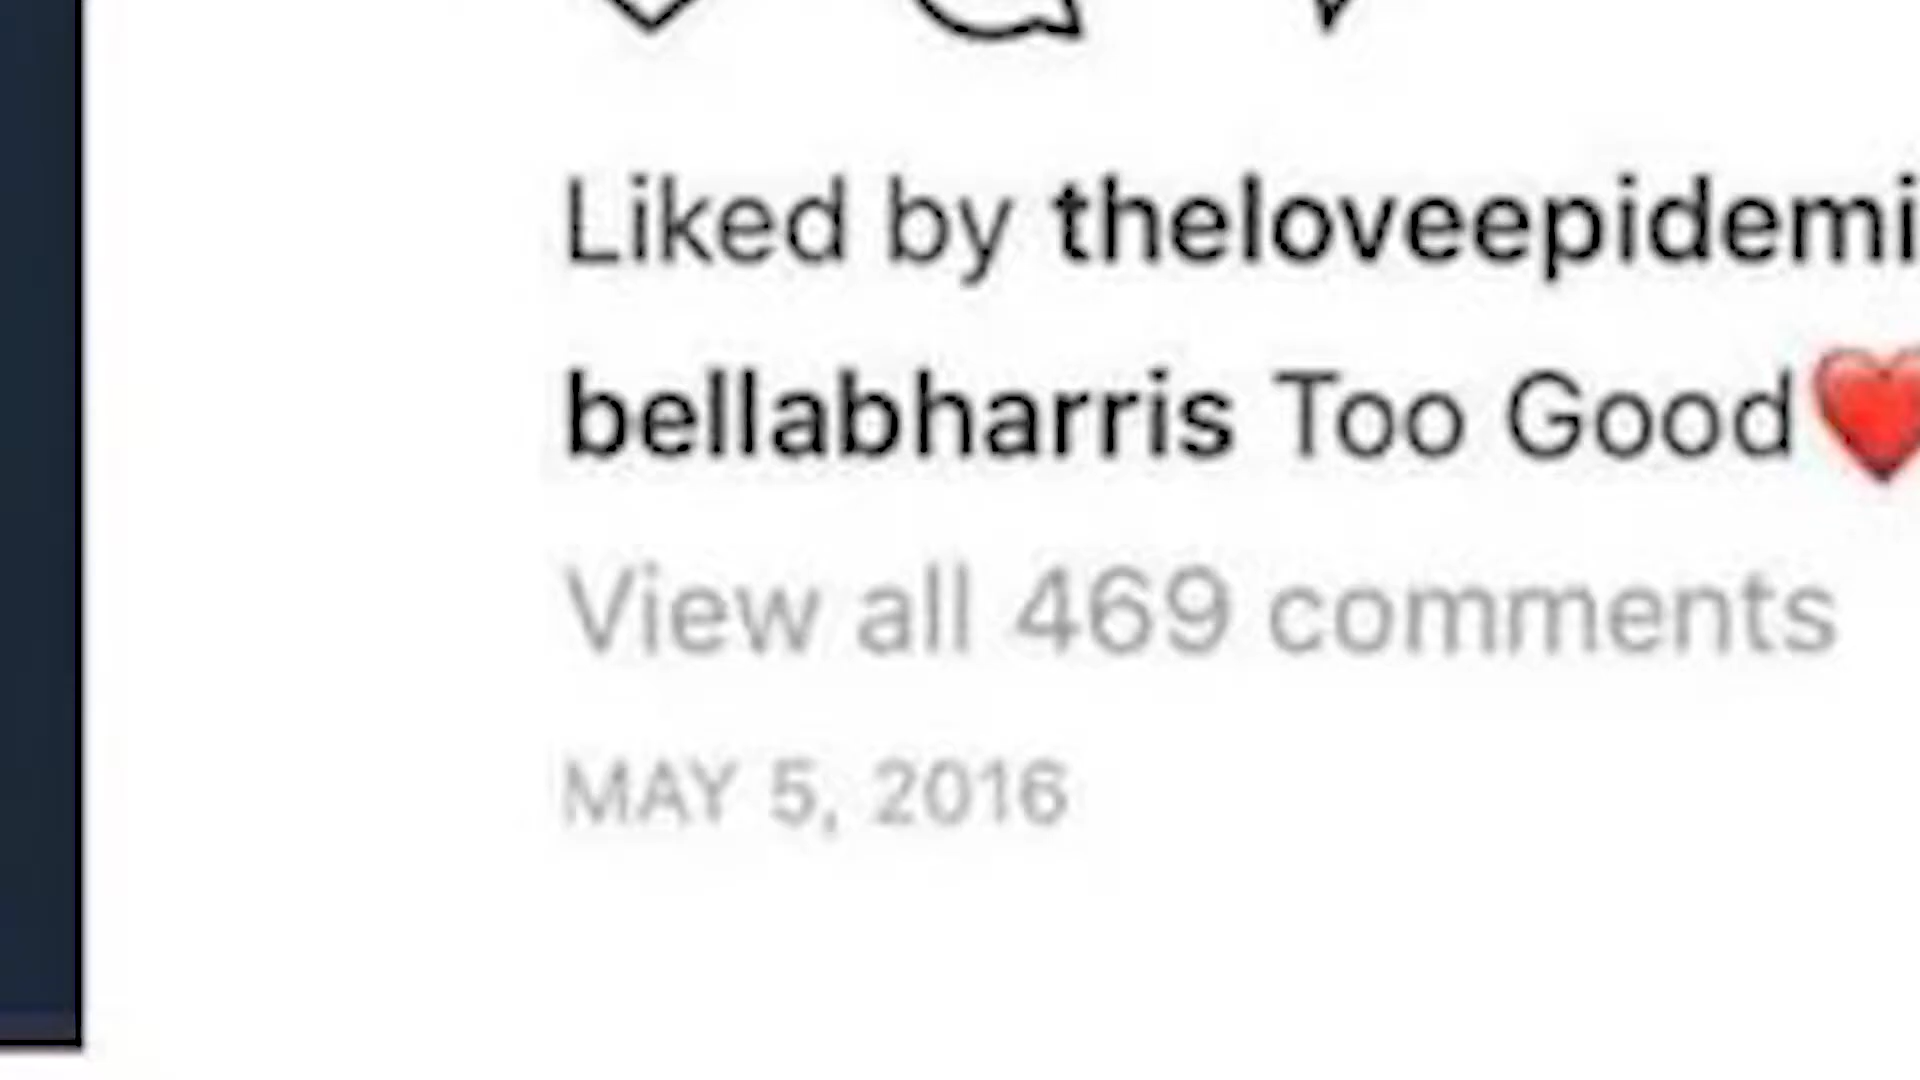 Liked by theloveepidemi
bellabharris Too Good❤️
View all 469 comments
MAY 5, 2016